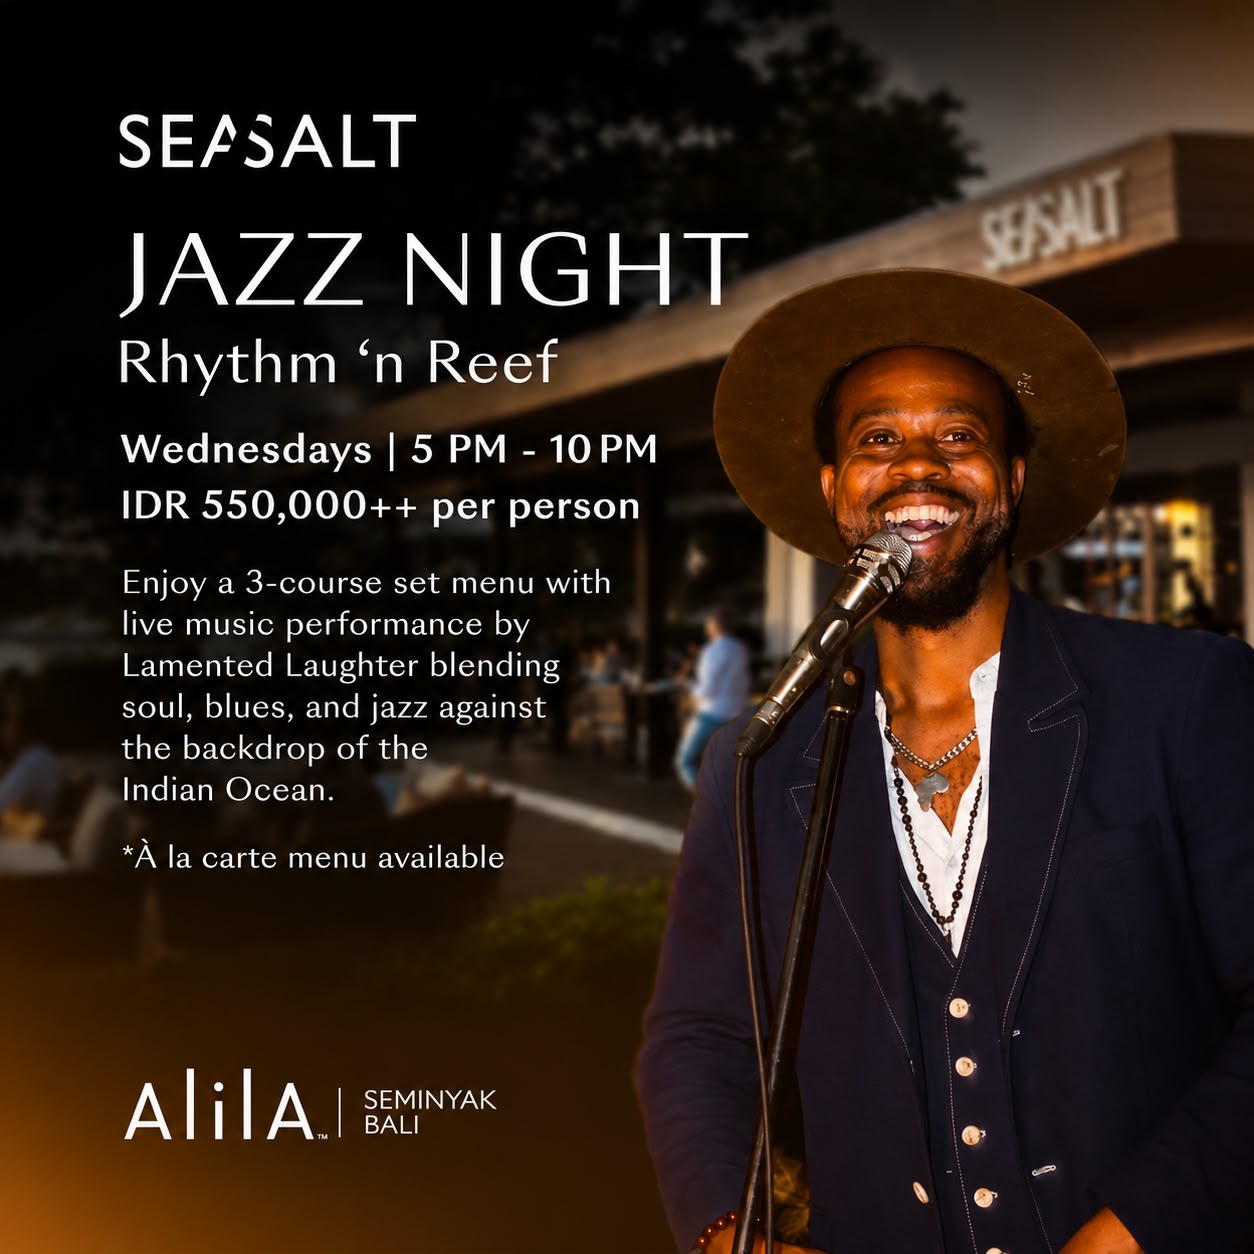 SEASALT
JAZZ NIGHT
Rhythm ‘n Reef
Wednesdays | 5 PM - 10 PM
IDR 550,000++ per person
Enjoy a 3-course set menu with
live music performance by
Lamented Laughter blending
soul, blues, and jazz against
the backdrop of the
Indian Ocean.
*À la carte menu available
SEASALT
AlilA™ | SEMINYAK
BALI